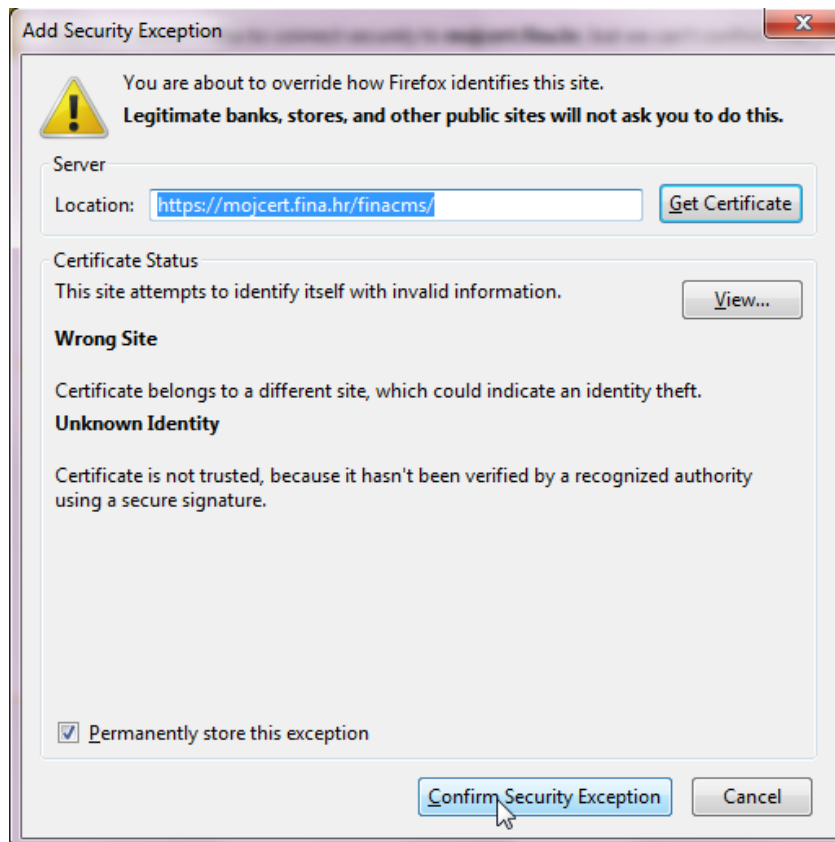 Add Security Exception
You are about to override how Firefox identifies this site.
Legitimate banks, stores, and other public sites will not ask you to do this.
Server
Location: https://mojcert.fina.hr/finacms/ Get Certificate
Certificate Status
This site attempts to identify itself with invalid information. View...
Wrong Site
Certificate belongs to a different site, which could indicate an identity theft.
Unknown Identity
Certificate is not trusted, because it hasn't been verified by a recognized authority
using a secure signature.
Permanently store this exception
Confirm Security Exception Cancel